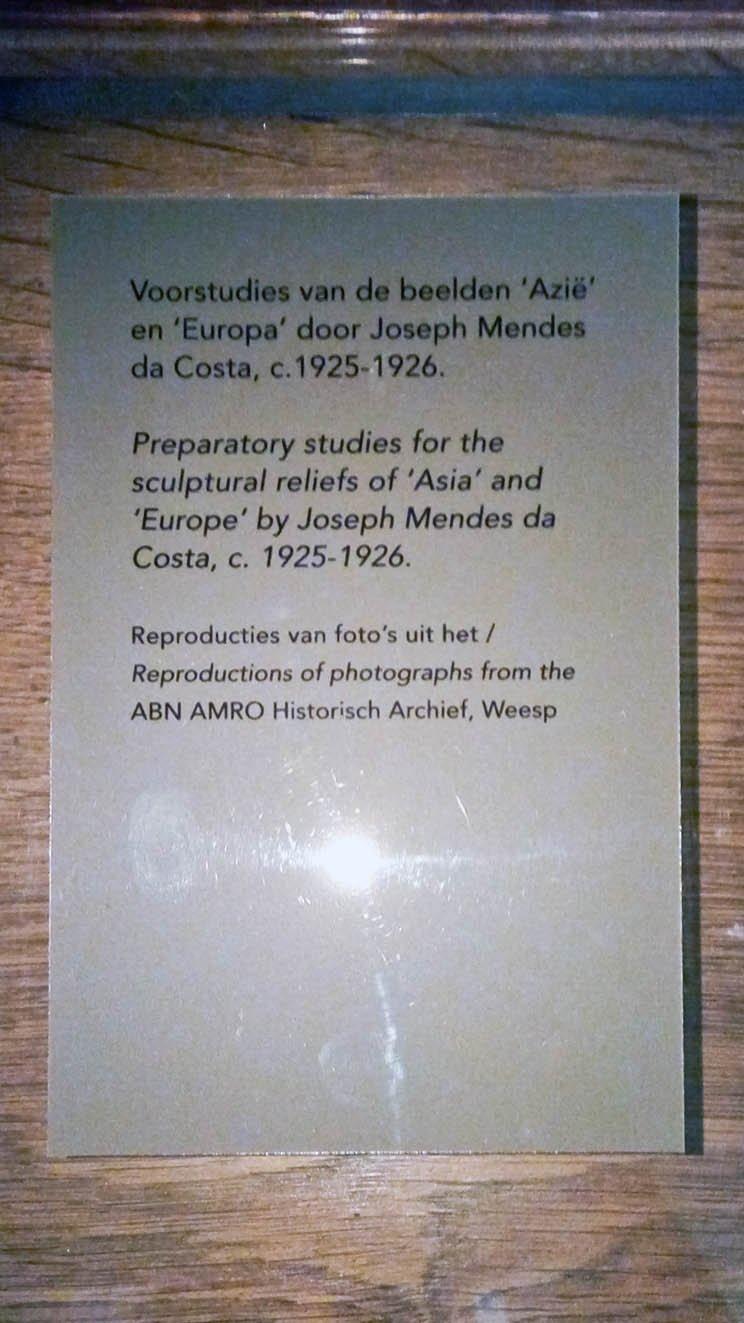 Voorstudies van de beelden ‘Azië’
en ‘Europa’ door Joseph Mendes
da Costa, c.1925-1926.
Preparatory studies for the
sculptural reliefs of ‘Asia’ and
‘Europe’ by Joseph Mendes da
Costa, c. 1925-1926.
Reproducties van foto’s uit het /
Reproductions of photographs from the
ABN AMRO Historisch Archief, Weesp